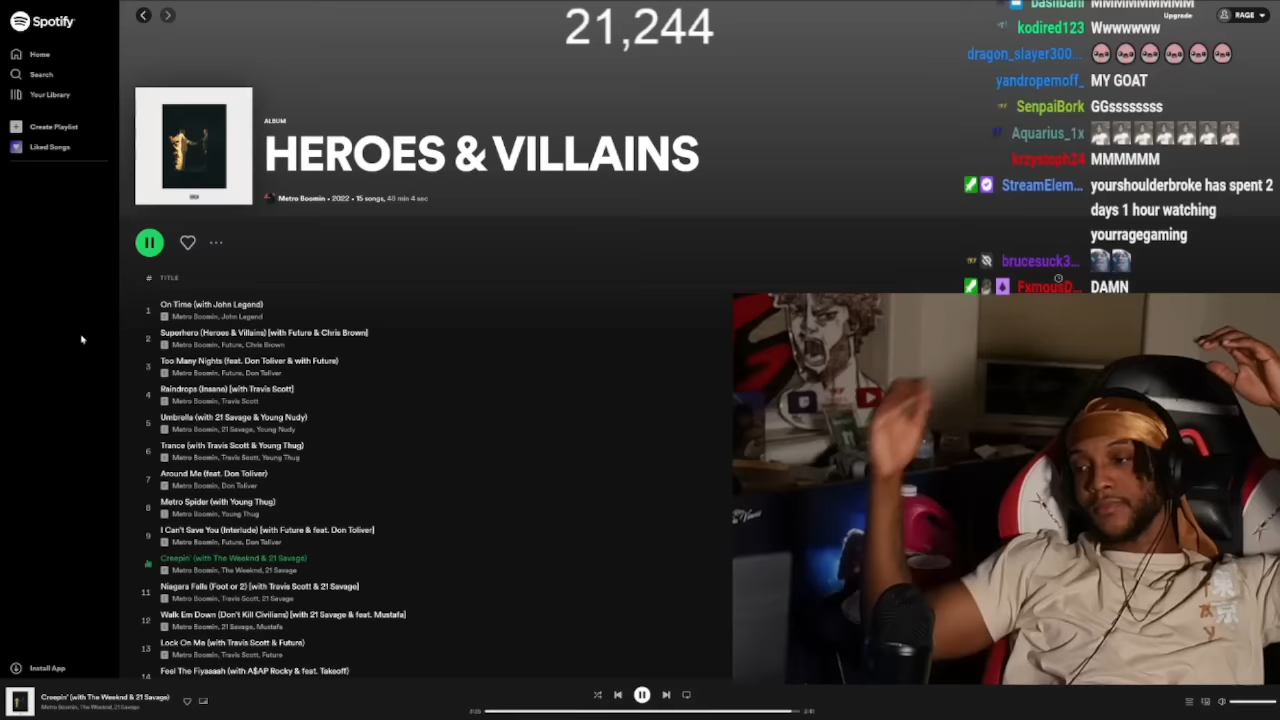 Spotify
Home
Search
Your Library
Create Playlist
Liked Songs
Install App
21,244
Upgrade
RAGE
ALBUM
HEROES & VILLAINS
Metro Boomin • 2022 • 15 songs, 48 min 4 sec
# TITLE
1 On Time (with John Legend)
Metro Boomin, John Legend
2 Superhero (Heroes & Villains) [with Future & Chris Brown]
Metro Boomin, Future, Chris Brown
3 Too Many Nights (feat. Don Toliver & with Future)
Metro Boomin, Future, Don Toliver
4 Raindrops (Insane) [with Travis Scott]
Metro Boomin, Travis Scott
5 Umbrella (with 21 Savage & Young Nudy)
Metro Boomin, 21 Savage, Young Nudy
6 Trance (with Travis Scott & Young Thug)
Metro Boomin, Travis Scott, Young Thug
7 Around Me (feat. Don Toliver)
Metro Boomin, Don Toliver
8 Metro Spider (with Young Thug)
Metro Boomin, Young Thug
9 I Can't Save You (Interlude) [with Future & feat. Don Toliver]
Metro Boomin, Future, Don Toliver
Creepin' (with The Weeknd & 21 Savage)
Metro Boomin, The Weeknd, 21 Savage
11 Niagara Falls (Foot or 2) [with Travis Scott & 21 Savage]
Metro Boomin, Travis Scott, 21 Savage
12 Walk Em Down (Don't Kill Civilians) [with 21 Savage & feat. Mustafa]
Metro Boomin, 21 Savage, Mustafa
13 Lock On Me (with Travis Scott & Future)
Metro Boomin, Travis Scott, Future
14 Feel The Fiyaaaah (with A$AP Rocky & feat. Takeoff)
kodired123 Wwwwwww
dragon_slayer300...
yandropemoff_ MY GOAT
SenpaiBork GGsssssss
Aquarius_1x
krzystoph24 MMMMMM
StreamElem... yourshoulderbroke has spent 2
days 1 hour watching
yourragegaming
brucesuck3...
FxmousD... DAMN
東京
Creepin' (with The Weeknd & 21 Savage)
Metro Boomin, The Weeknd, 21 Savage